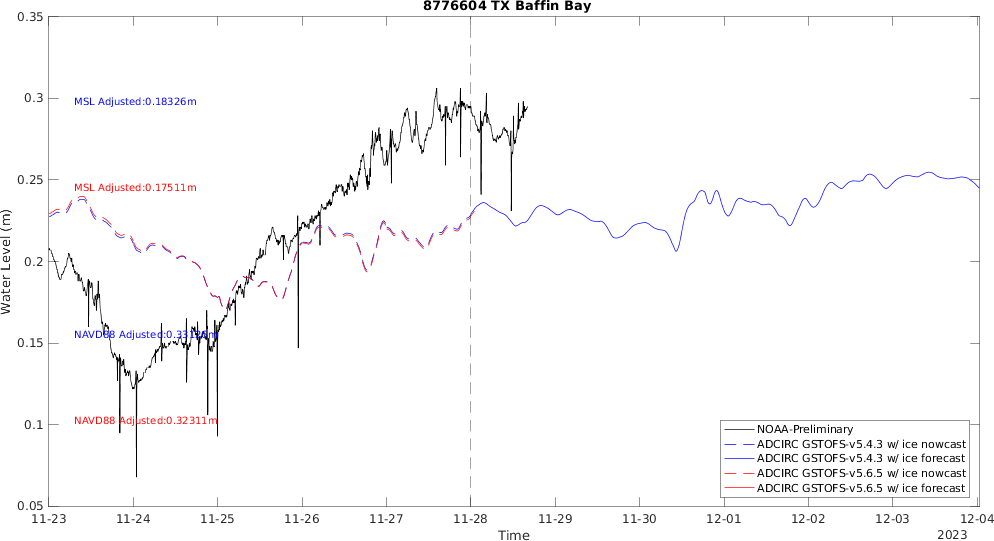 8776604 TX Baffin Bay
0.35
0.3
0.25
0.2
0.15
0.1
0.05
Water Level (m)
MSL Adjusted:0.18326m
MSL Adjusted:0.17511m
NAVD88 Adjusted:0.33126m
NAVD88 Adjusted:0.32311m
NOAA-Preliminary
ADCIRC GSTOFS-v5.4.3 w/ ice nowcast
ADCIRC GSTOFS-v5.4.3 w/ ice forecast
ADCIRC GSTOFS-v5.6.5 w/ ice nowcast
ADCIRC GSTOFS-v5.6.5 w/ ice forecast
11-23 11-24 11-25 11-26 11-27 11-28 11-29 11-30 12-01 12-02 12-03 12-04
Time
2023